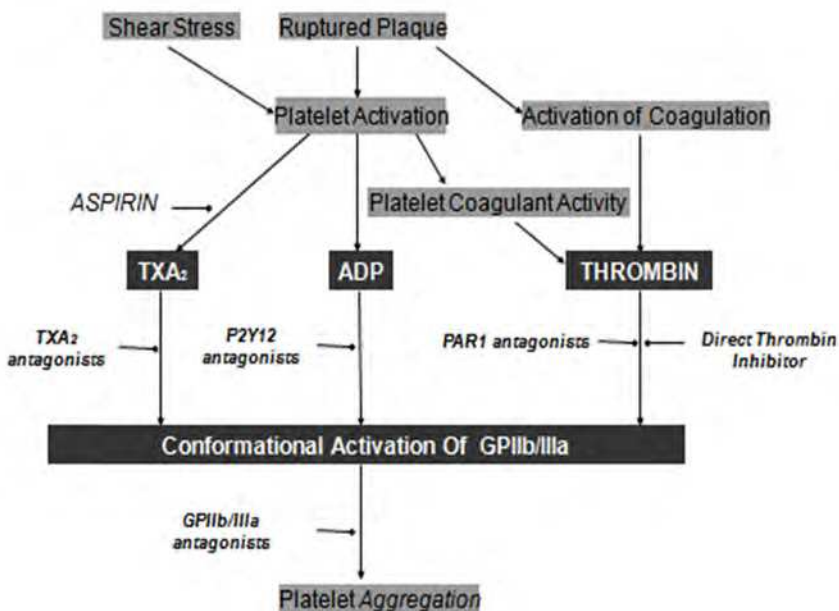 Shear Stress
Ruptured Plaque
Platelet Activation
Activation of Coagulation
ASPIRIN
Platelet Coagulant Activity
TXA₂
ADP
THROMBIN
TXA₂
antagonists
P2Y12
antagonists
PAR1 antagonists
Direct Thrombin
Inhibitor
Conformational Activation Of GPIIb/IIIa
GPIIb/IIIa
antagonists
Platelet Aggregation